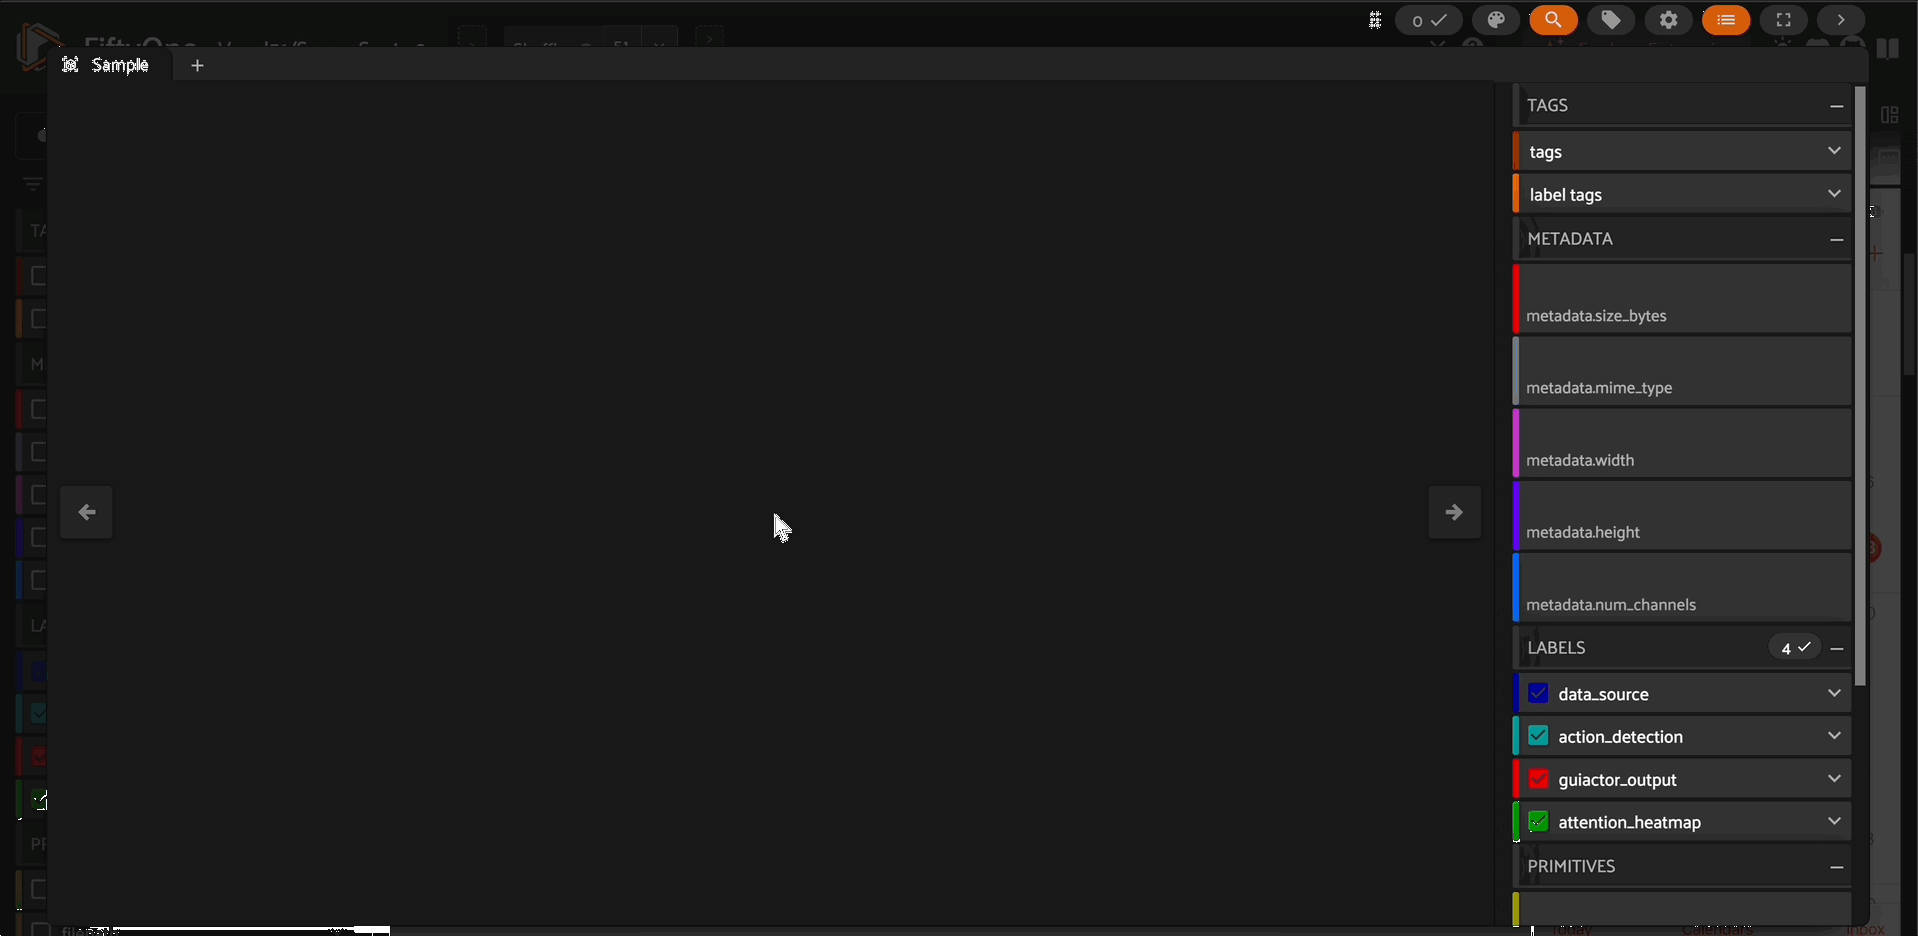 0
Sample
TAGS
tags
label tags
METADATA
metadata.size_bytes
metadata.mime_type
metadata.width
metadata.height
metadata.num_channels
LABELS
4
data_source
action_detection
guiactor_output
attention_heatmap
PRIMITIVES